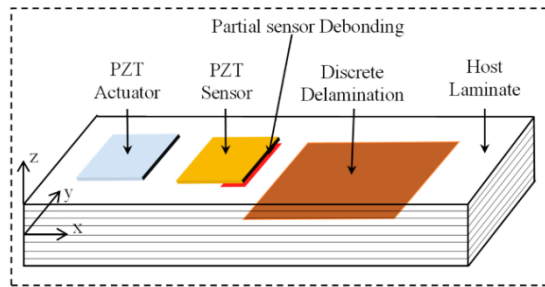 Partial sensor Debonding
PZT
Actuator
PZT
Sensor
Discrete
Delamination
Host
Laminate
z
y
x